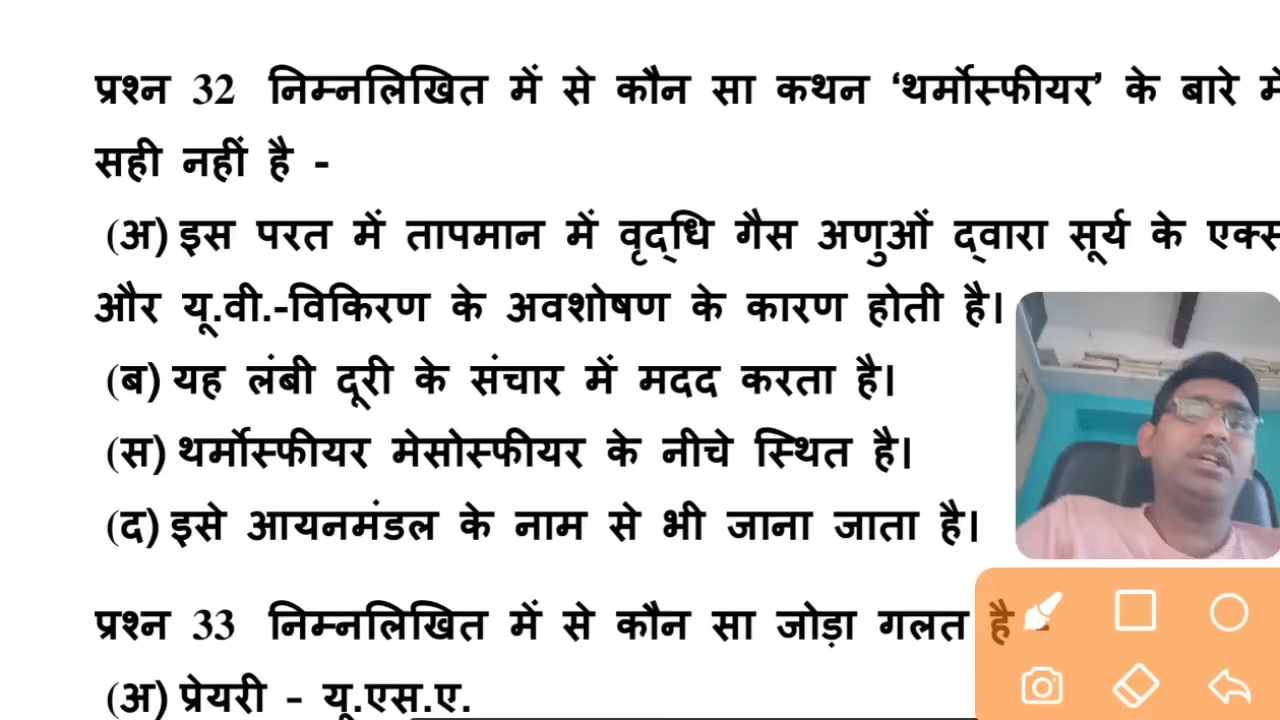 प्रश्न 32 निम्नलिखित में से कौन सा कथन ‘थर्मोस्फीयर’ के बारे में
सही नहीं है -
(अ) इस परत में तापमान में वृद्धि गैस अणुओं द्वारा सूर्य के
और यू.वी.-विकिरण के अवशोषण के कारण होती है।
(ब) यह लंबी दूरी के संचार में मदद करता है।
(स) थर्मोस्फीयर मेसोस्फीयर के नीचे स्थित है।
(द) इसे आयनमंडल के नाम से भी जाना जाता है।
प्रश्न 33 निम्नलिखित में से कौन सा जोड़ा गलत है -
(अ) प्रेयरी - यू.एस.ए.